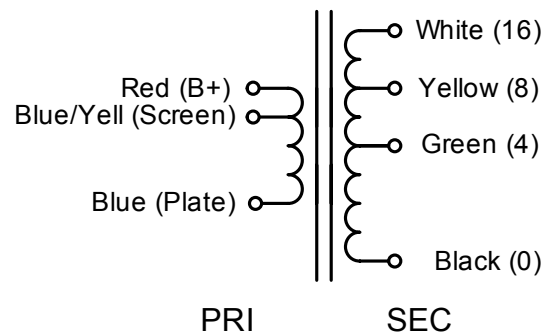 White (16)
Red (B+)
Yellow (8)
Blue/Yell (Screen)
Green (4)
Blue (Plate)
Black (0)
PRI
SEC